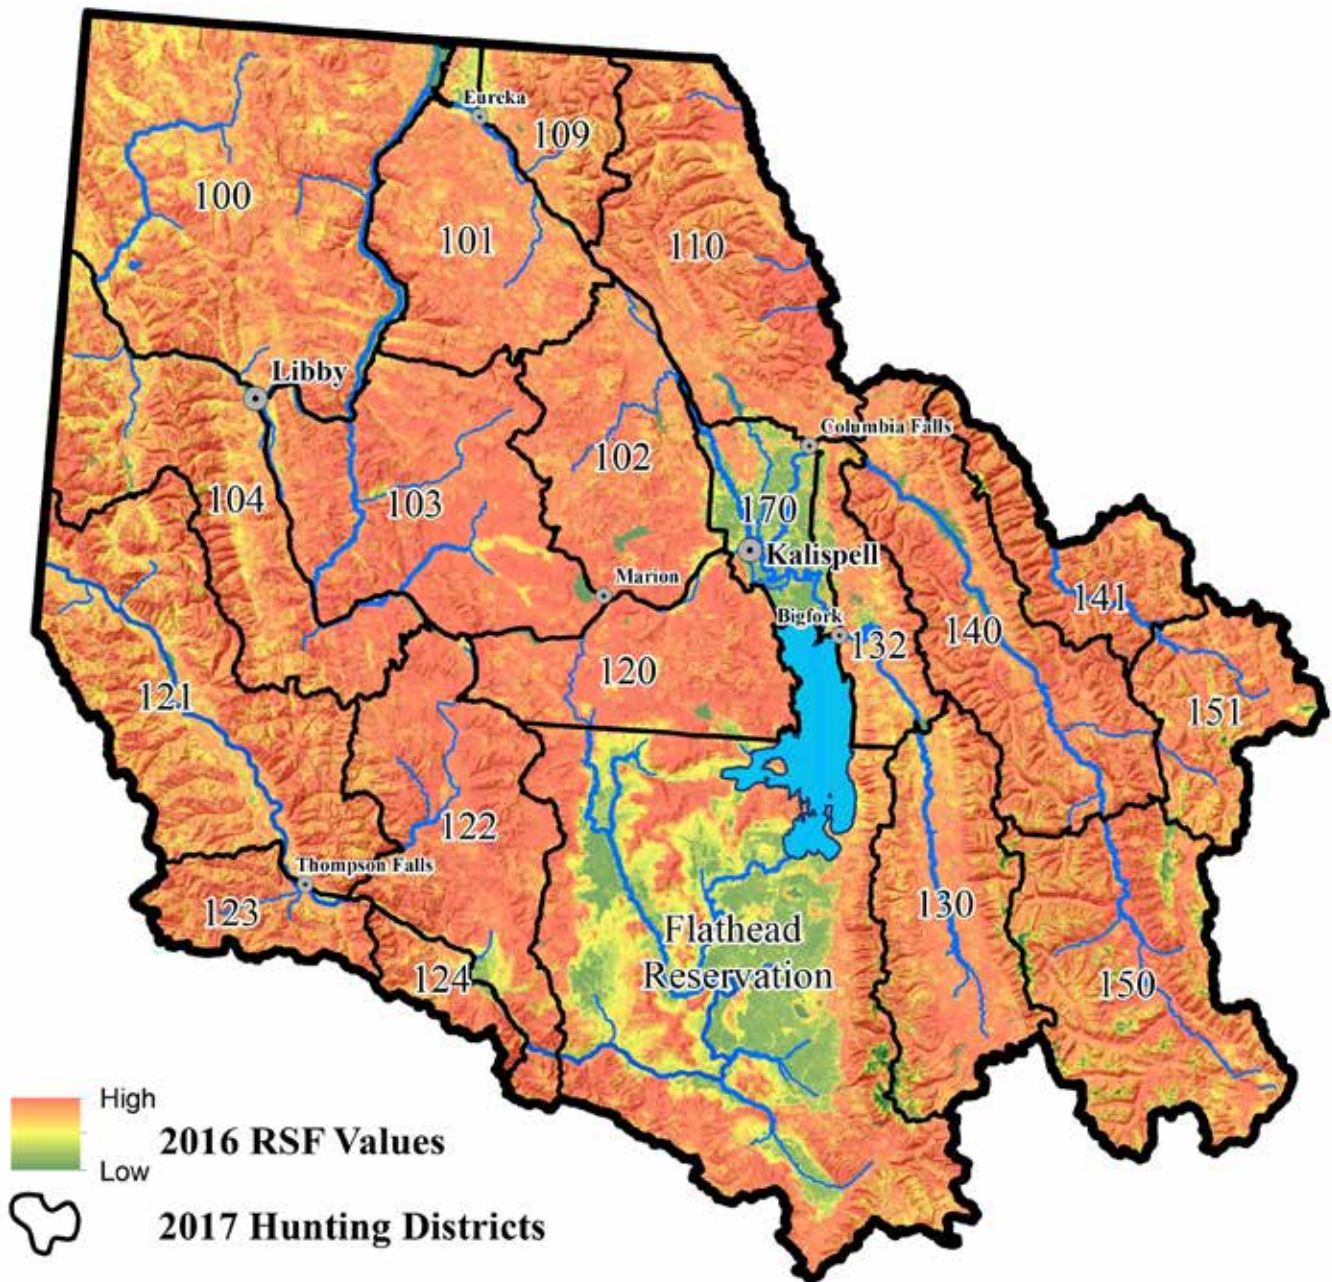 Eureka
109
100
101
110
Libby
Columbia Falls
102
104
103
170
Kalispell
Marion
141
Bigfork
140
132
120
121
151
122
Thompson Falls
123
130
Flathead
Reservation
124
150
High
2016 RSF Values
Low
2017 Hunting Districts